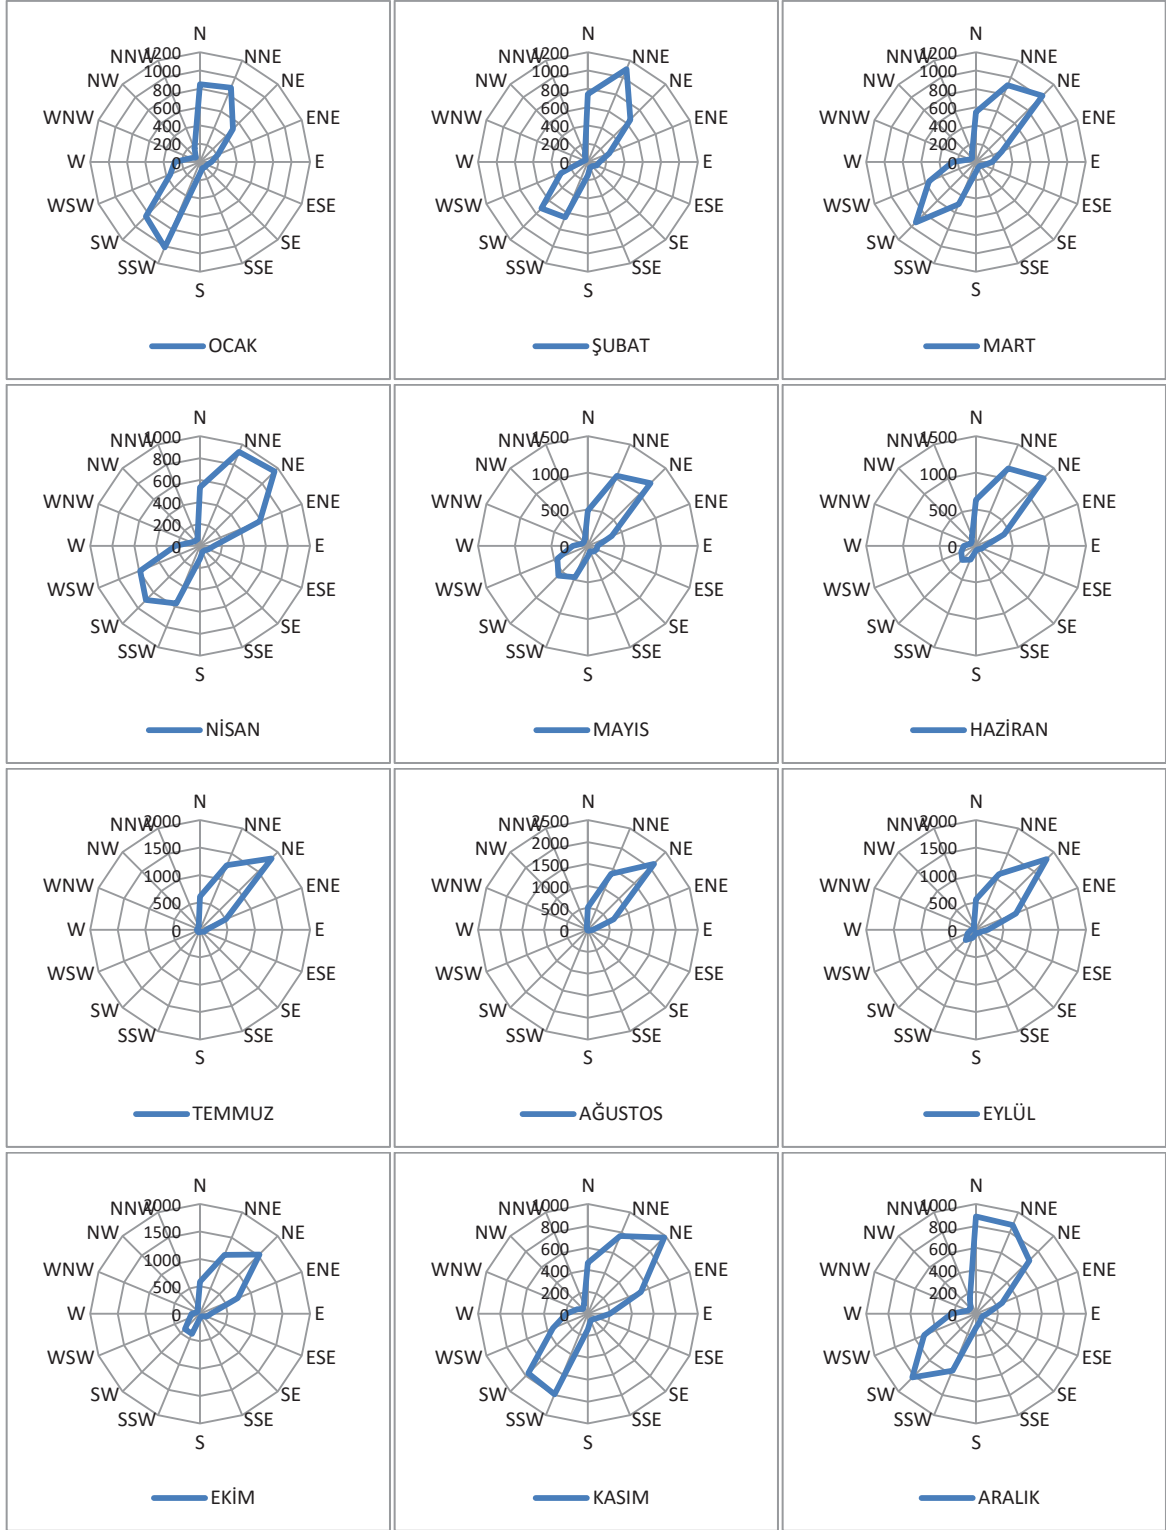 N
NNW 1200 NNE
NW 1000 NE
800
WNW 600 ENE
400
200
W 0 E
WSW ESE
SW SE
SSW SSE
S
OCAK
N
NNW 1200 NNE
NW 1000 NE
800
WNW 600 ENE
400
200
W 0 E
WSW ESE
SW SE
SSW SSE
S
ŞUBAT
N
NNW 1200 NNE
NW 1000 NE
800
WNW 600 ENE
400
200
W 0 E
WSW ESE
SW SE
SSW SSE
S
MART
N
NNW 1000 NNE
NW 800 NE
600
WNW 400 ENE
200
W 0 E
WSW ESE
SW SE
SSW SSE
S
NİSAN
N
NNW 1500 NNE
NW NE
1000
WNW 500 ENE
W 0 E
WSW ESE
SW SE
SSW SSE
S
MAYIS
N
NNW 1500 NNE
NW NE
1000
WNW 500 ENE
W 0 E
WSW ESE
SW SE
SSW SSE
S
HAZİRAN
N
NNW 2000 NNE
NW 1500 NE
1000
WNW ENE
500
W 0 E
WSW ESE
SW SE
SSW SSE
S
TEMMUZ
N
NNW 2500 NNE
NW 2000 NE
1500
WNW 1000 ENE
500
W 0 E
WSW ESE
SW SE
SSW SSE
S
AĞUSTOS
N
NNW 2000 NNE
NW 1500 NE
1000
WNW ENE
500
W 0 E
WSW ESE
SW SE
SSW SSE
S
EYLÜL
N
NNW 2000 NNE
NW 1500 NE
1000
WNW ENE
500
W 0 E
WSW ESE
SW SE
SSW SSE
S
EKİM
N
NNW 1000 NNE
NW 800 NE
600
WNW 400 ENE
200
W 0 E
WSW ESE
SW SE
SSW SSE
S
KASIM
N
NNW 1000 NNE
NW 800 NE
600
WNW 400 ENE
200
W 0 E
WSW ESE
SW SE
SSW SSE
S
ARALIK